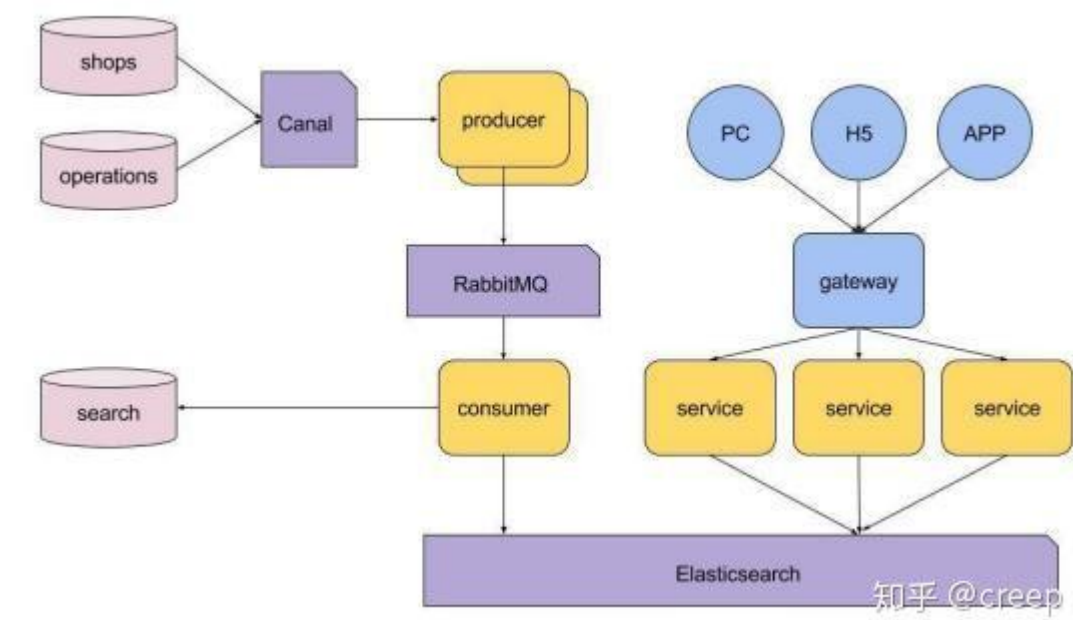 shops
operations
Canal
producer
PC
H5
APP
RabbitMQ
gateway
search
consumer
service
service
service
Elasticsearch
知乎 @creep